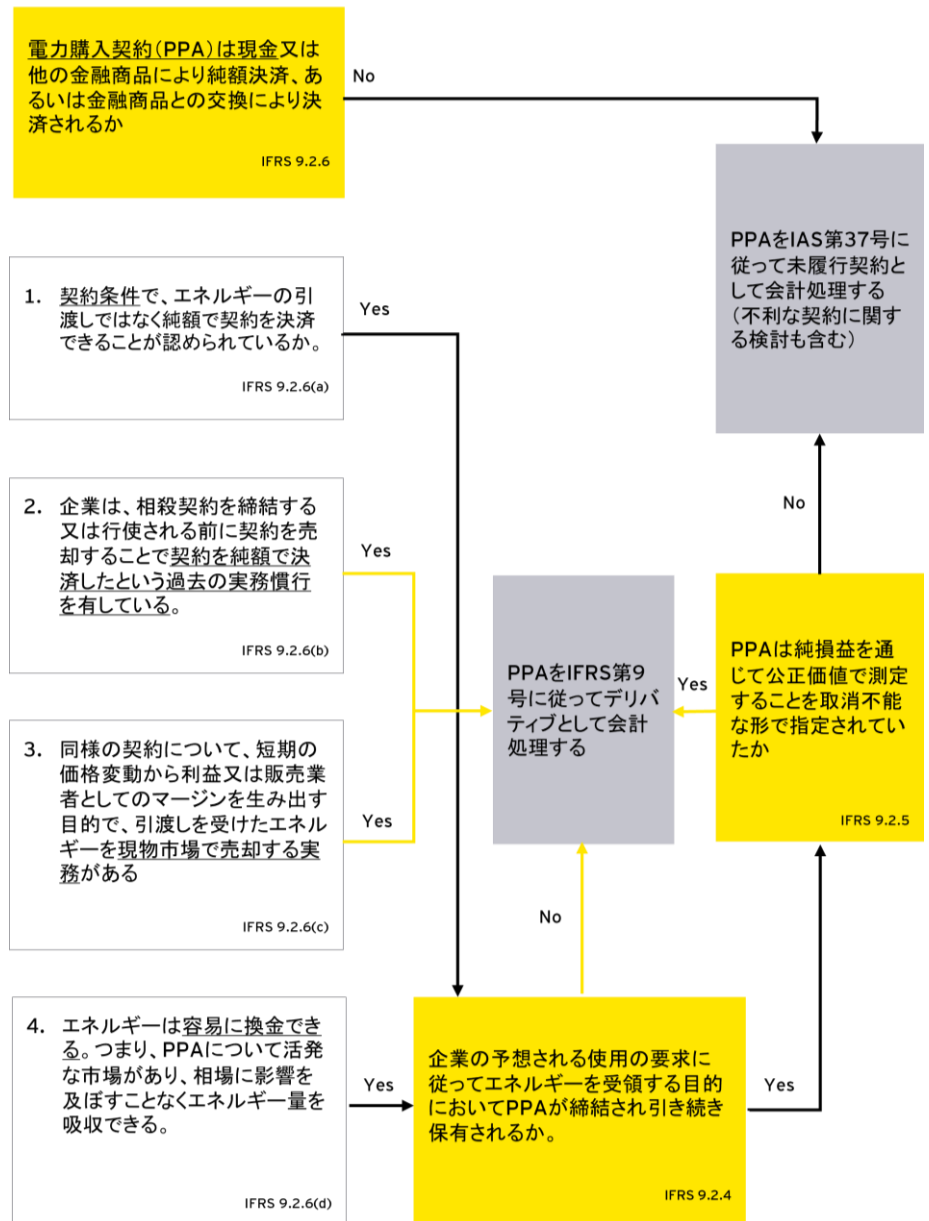 電力購入契約(PPA)は現金又は
他の金融商品により純額決済、あ
るいは金融商品との交換により決
済されるか
IFRS 9.2.6
No
PPAをIAS第37号に
従って未履行契約と
して会計処理する
(不利な契約に関す
る検討も含む)
1. 契約条件で、エネルギーの引
渡しではなく純額で契約を決済
できることが認められているか。
IFRS 9.2.6(a)
Yes
2. 企業は、相殺契約を締結する
又は行使される前に契約を売
却することで契約を純額で決
済したという過去の実務慣行
を有している。
IFRS 9.2.6(b)
Yes
No
PPAをIFRS第9
号に従ってデリバ
ティブとして会計
処理する
Yes
PPAは純損益を通
じて公正価値で測定
することを取消不能
な形で指定されてい
たか
IFRS 9.2.5
3. 同様の契約について、短期の
価格変動から利益又は販売業
者としてのマージンを生み出す
目的で、引渡しを受けたエネル
ギーを現物市場で売却する実
務がある
IFRS 9.2.6(c)
Yes
No
4. エネルギーは容易に換金でき
る。つまり、PPAについて活発
な市場があり、相場に影響を
及ぼすことなくエネルギー量を
吸収できる。
IFRS 9.2.6(d)
Yes
企業の予想される使用の要求に
従ってエネルギーを受領する目的
においてPPAが締結され引き続き
保有されるか。
IFRS 9.2.4
Yes